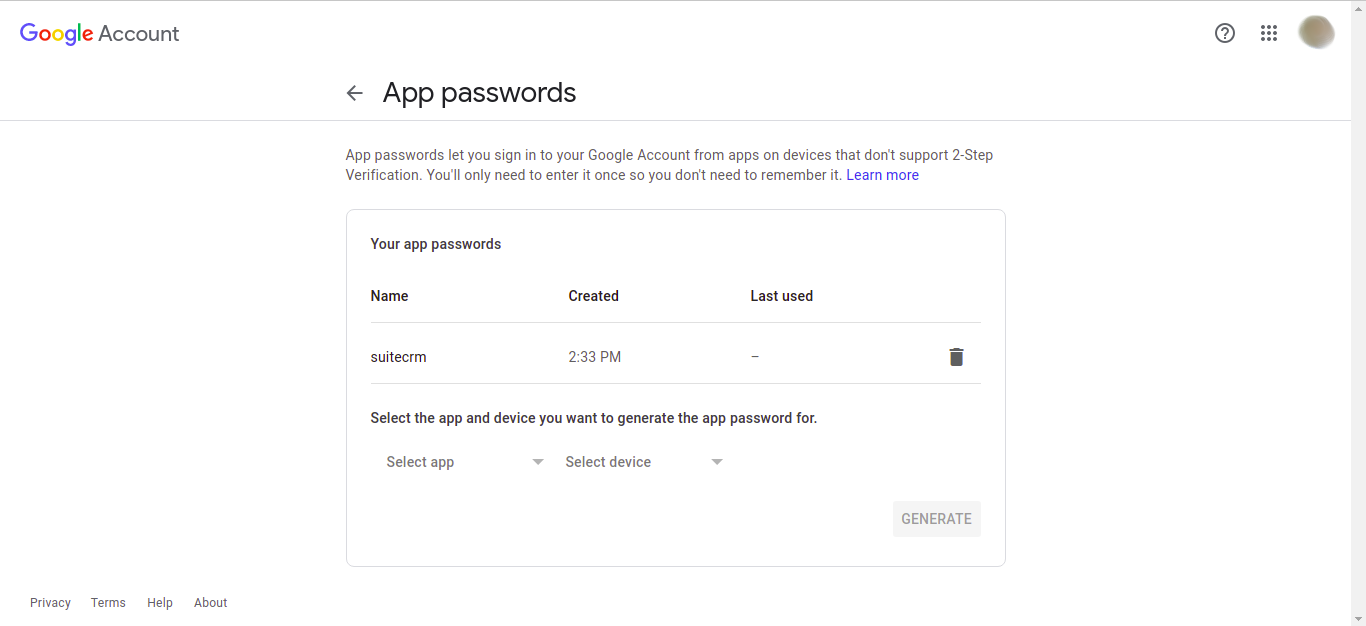 Google Account
App passwords
App passwords let you sign in to your Google Account from apps on devices that don't support 2-Step
Verification. You'll only need to enter it once so you don't need to remember it. Learn more
Your app passwords
Name Created Last used
suitecrm 2:33 PM –
Select the app and device you want to generate the app password for.
Select app Select device
GENERATE
Privacy Terms Help About